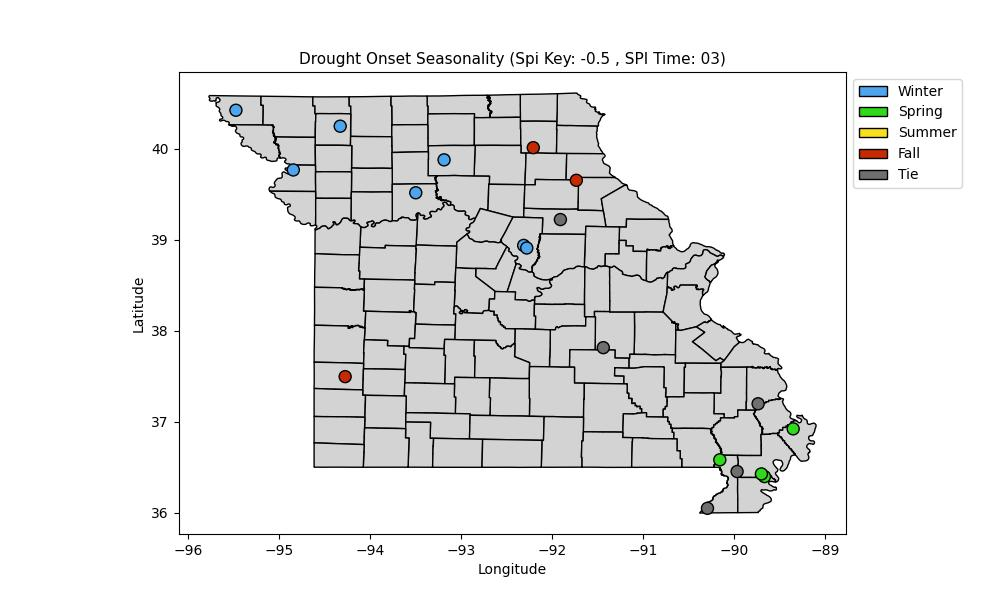 Drought Onset Seasonality (Spi Key: -0.5 , SPI Time: 03)
Winter
Spring
Summer
Fall
Tie
40
39
38
37
36
Latitude
−96 −95 −94 −93 −92 −91 −90 −89
Longitude